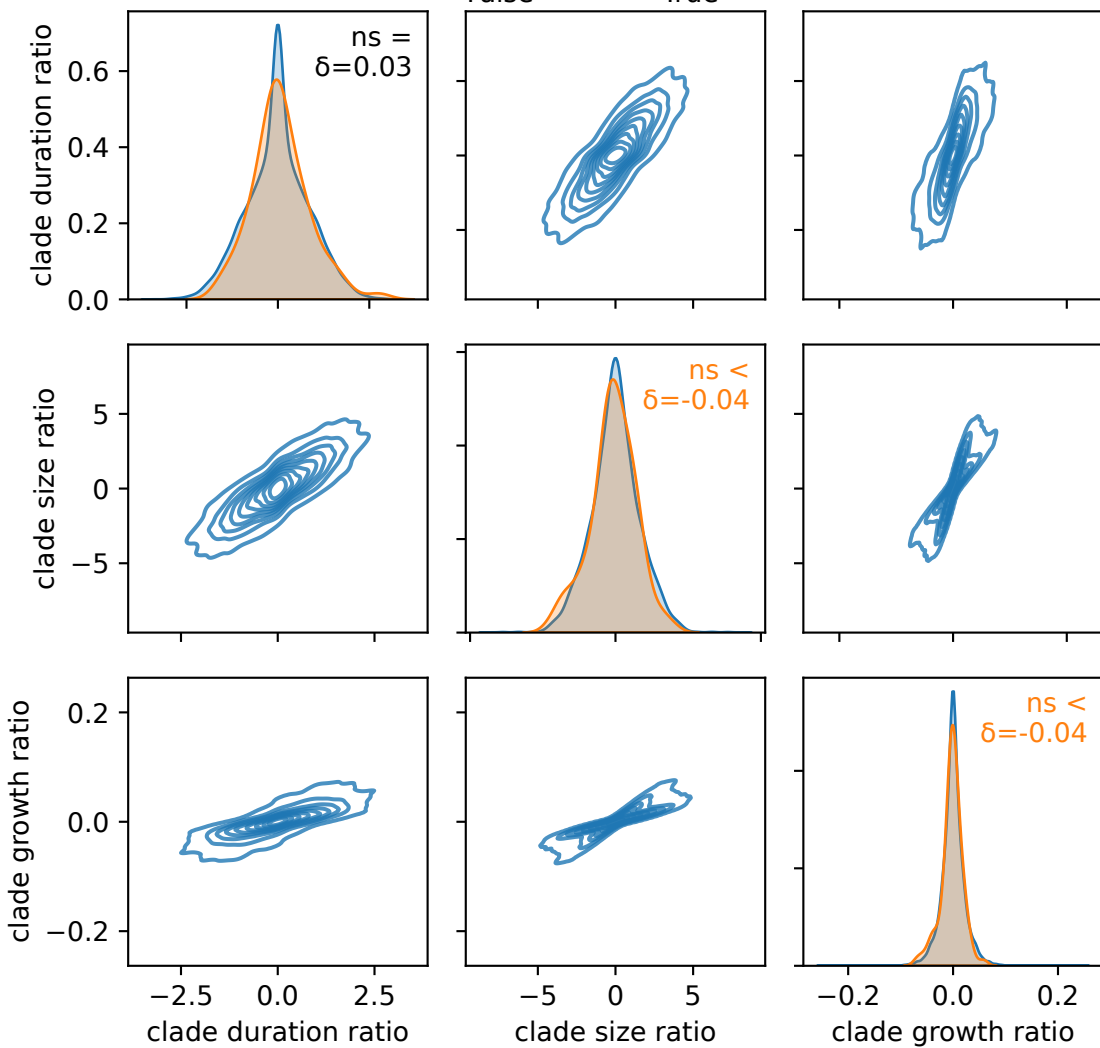 clade duration ratio
0.6
0.4
0.2
0.0
ns =
δ=0.03
clade size ratio
5
0
−5
ns <
δ=-0.04
clade growth ratio
0.2
0.0
−0.2
ns <
δ=-0.04
−2.5 0.0 2.5
−5 0 5
−0.2 0.0 0.2
clade duration ratio
clade size ratio
clade growth ratio